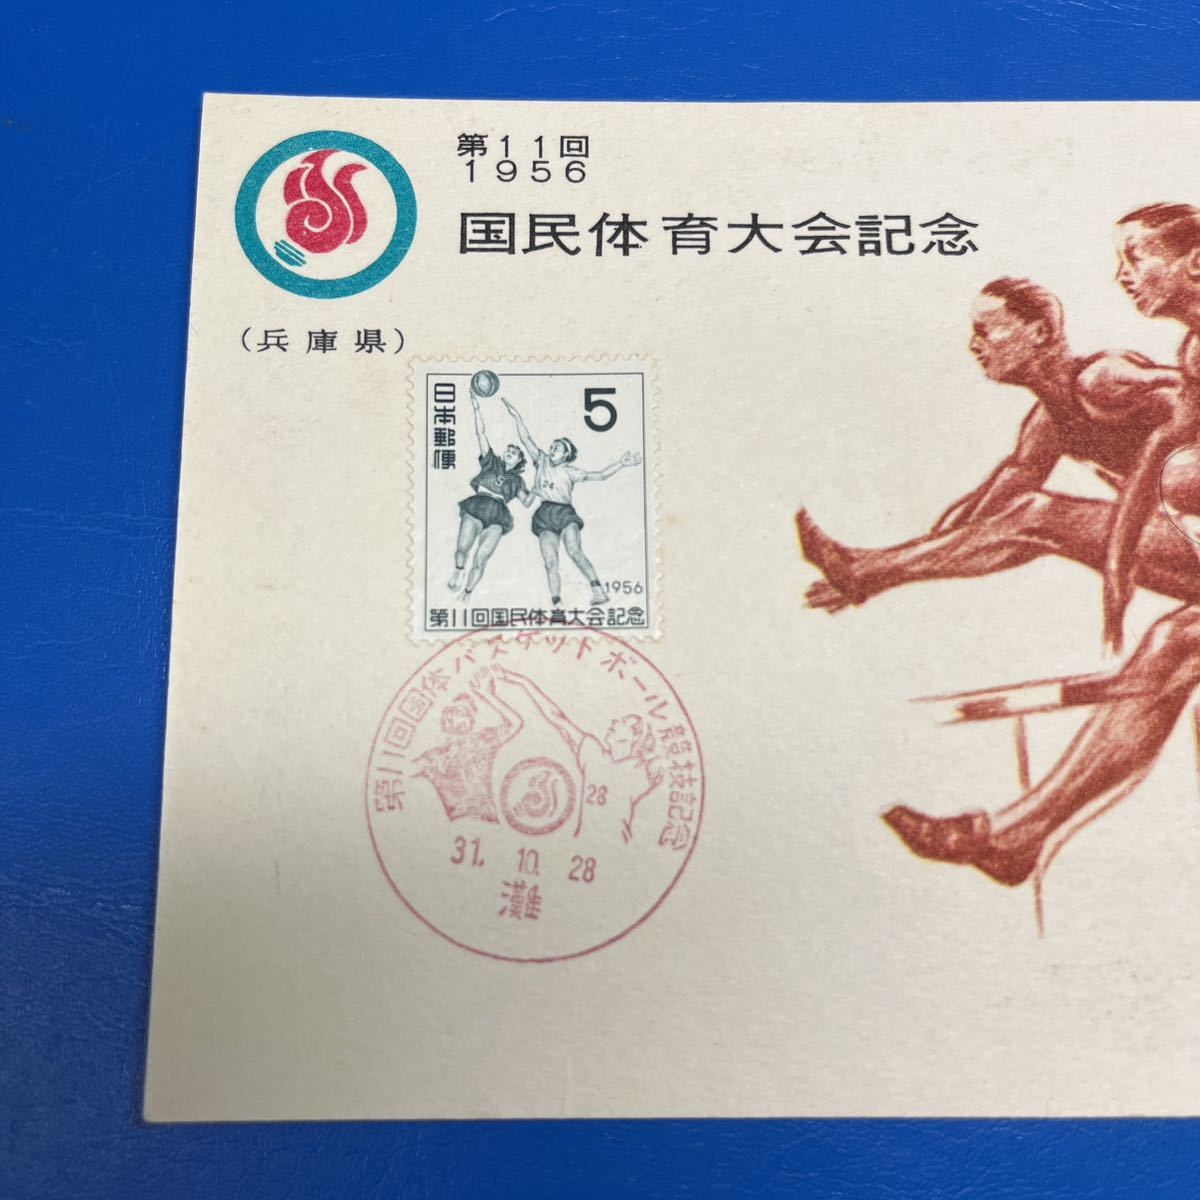 第11回
1956
国民体育大会記念
(兵庫県)
日本郵便
5
5
24
1956
第11回国民体育大会記念
第11回国体バスケットボール競技記念
28
31. 10. 28
灘